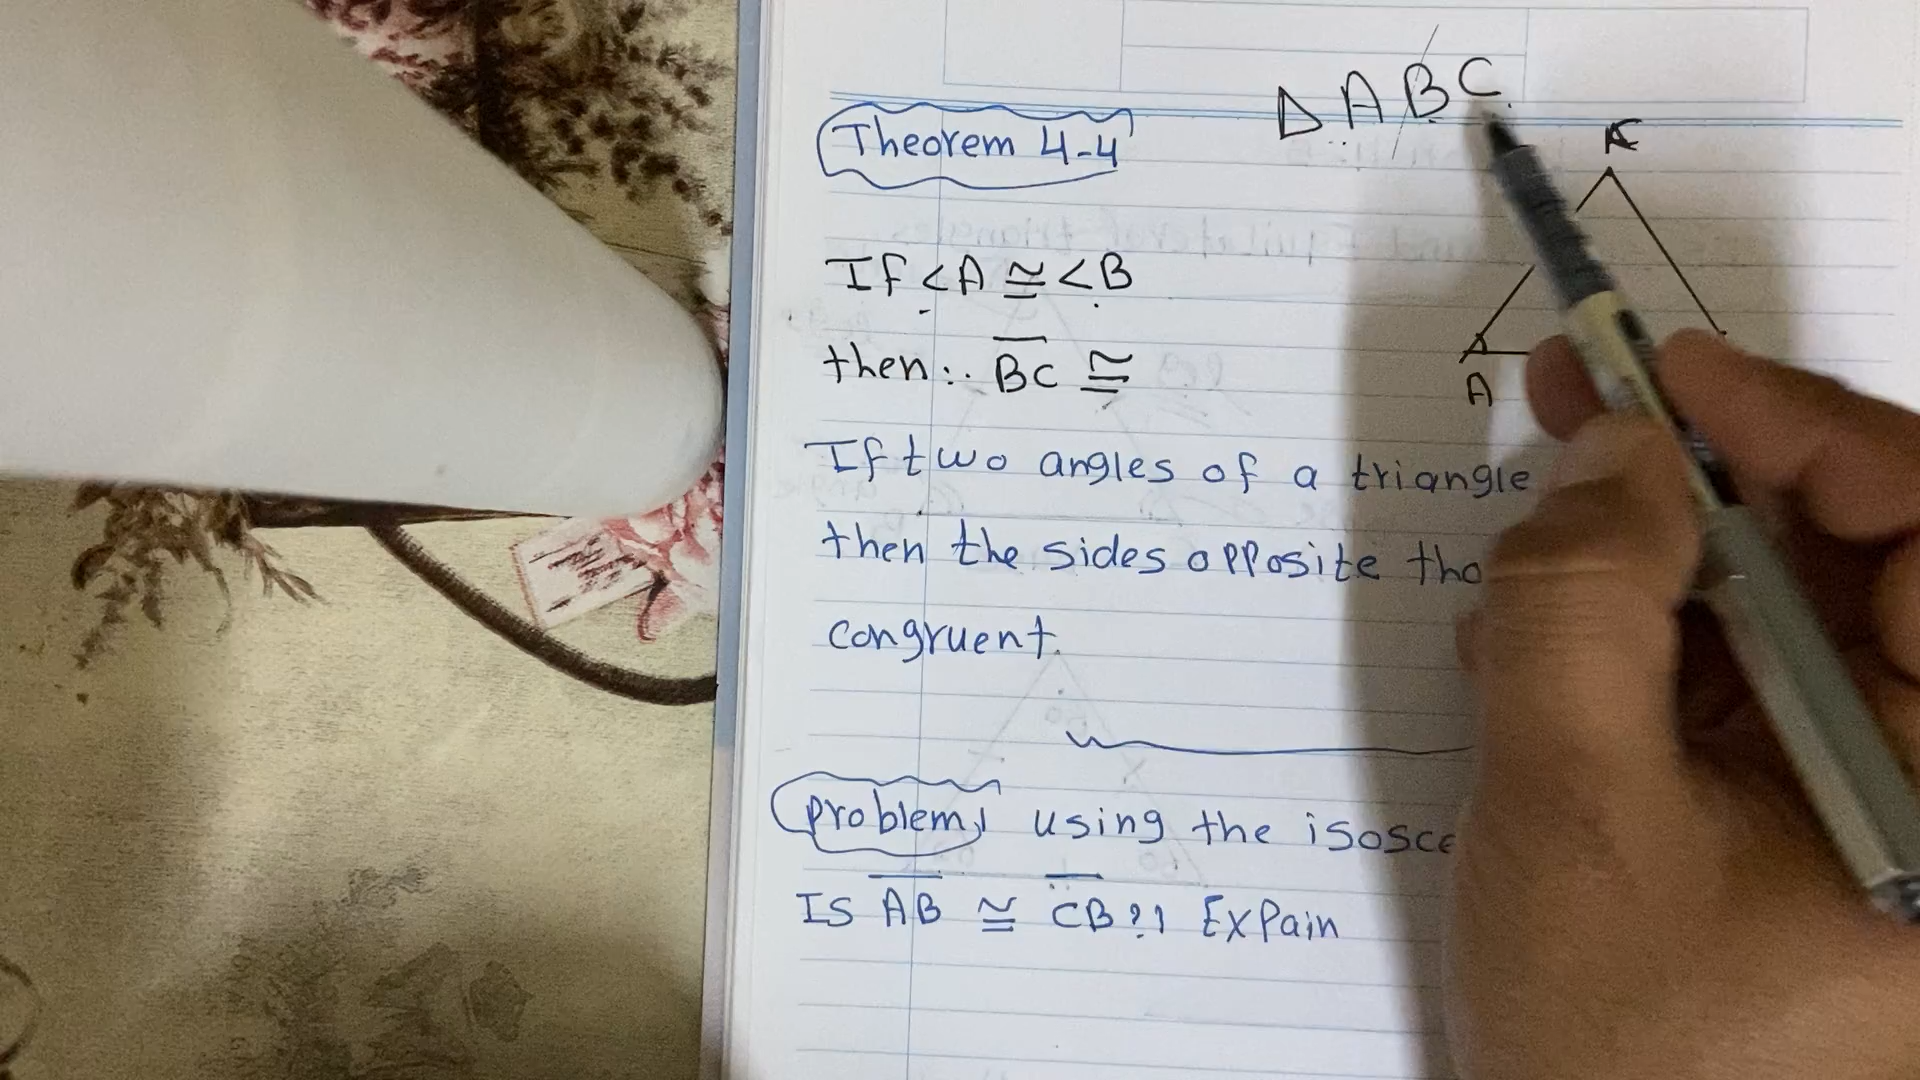 Δ ABC
Theorem 4-4
C
If <A ≅ <B
then ∴ BC ≅
A
If two angles of a triangle
then the sides opposite tho
congruent.
problem, using the isosce
Is AB ≅ CB?! Expain